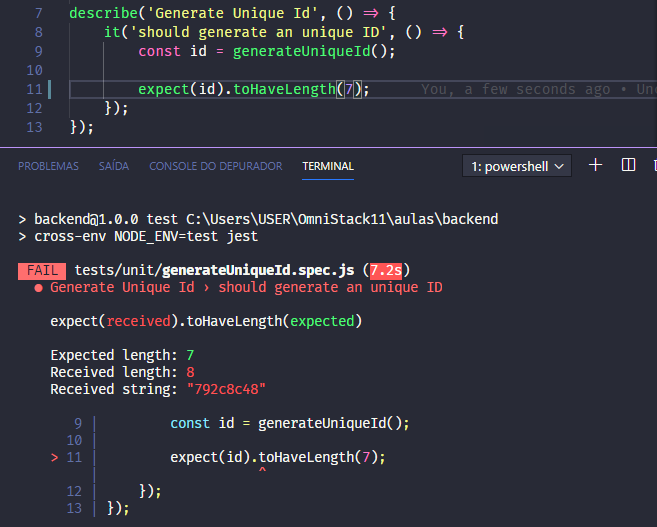 7 describe('Generate Unique Id', () => {
8 it('should generate an unique ID', () => {
9 const id = generateUniqueId();
10
11 expect(id).toHaveLength(7); You, a few seconds ago • Unc
12 });
13 });
PROBLEMAS SAÍDA CONSOLE DO DEPURADOR TERMINAL 1: powershell
> backend@1.0.0 test C:\Users\USER\OmniStack11\aulas\backend
> cross-env NODE_ENV=test jest
FAIL tests/unit/generateUniqueId.spec.js (7.2s)
● Generate Unique Id › should generate an unique ID
expect(received).toHaveLength(expected)
Expected length: 7
Received length: 8
Received string: "792c8c48"
9 | const id = generateUniqueId();
10 |
> 11 | expect(id).toHaveLength(7);
| ^
12 | });
13 | });